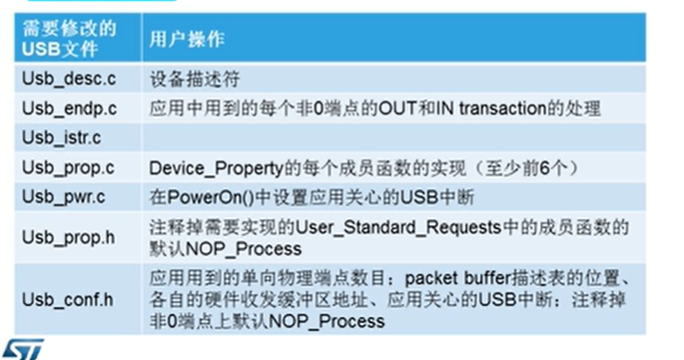 需要修改的
USB文件
用户操作
Usb_desc.c
设备描述符
Usb_endp.c
应用中用到的每个非0端点的OUT和IN transaction的处理
Usb_istr.c
Usb_prop.c
Device_Property的每个成员函数的实现（至少前6个）
Usb_pwr.c
在PowerOn()中设置应用关心的USB中断
Usb_prop.h
注释掉需要实现的User_Standard_Requests中的成员函数的
默认NOP_Process
Usb_conf.h
应用用到的单向物理端点数目；packet buffer描述表的位置、
各自的硬件收发缓冲区地址、应用关心的USB中断；注释掉
非0端点上默认NOP_Process
ST